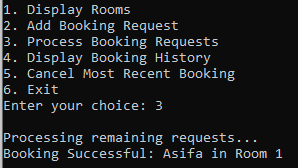 1. Display Rooms
2. Add Booking Request
3. Process Booking Requests
4. Display Booking History
5. Cancel Most Recent Booking
6. Exit
Enter your choice: 3
Processing remaining requests...
Booking Successful: Asifa in Room 1